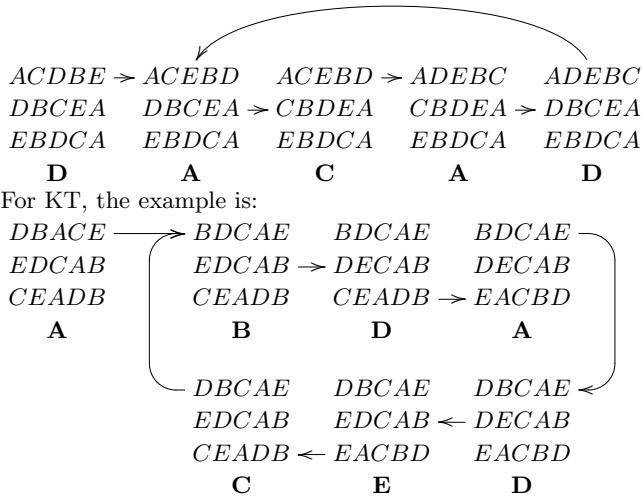 ACDBE ACEBD ACEBD ADEBC ADEBC
DBCEA DBCEA CBDEA CBDEA DBCEA
EBDCA EBDCA EBDCA EBDCA EBDCA
D A C A D
For KT, the example is:
DBACE BDCAE BDCAE BDCAE
EDCAB EDCAB DECAB DECAB
CEADB CEADB CEADB EACBD
A B D A
DBCAE DBCAE DBCAE
EDCAB EDCAB DECAB
CEADB EACBD EACBD
C E D